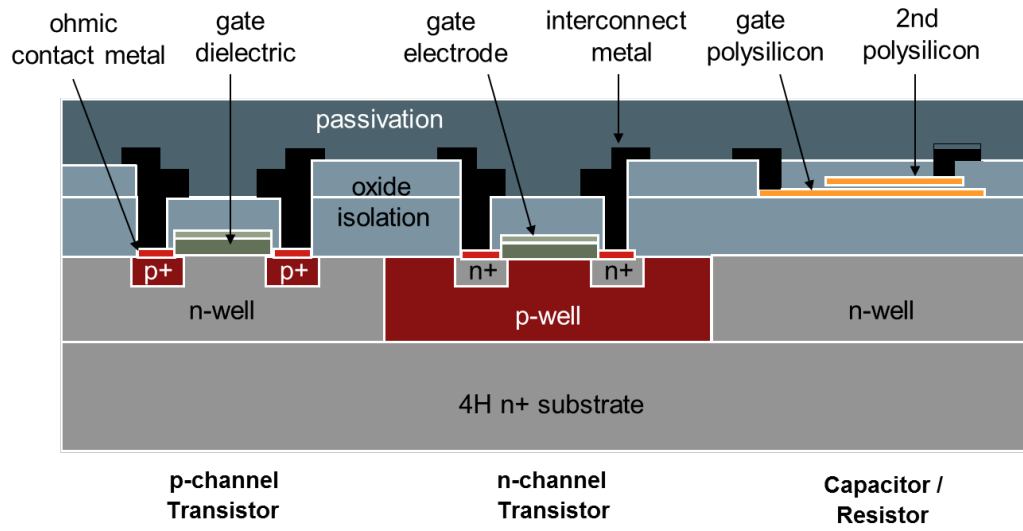 ohmic
contact metal
gate
dielectric
gate
electrode
interconnect
metal
gate
polysilicon
2nd
polysilicon
passivation
oxide
isolation
p+
p+
n+
n+
n-well
p-well
n-well
4H n+ substrate
p-channel
Transistor
n-channel
Transistor
Capacitor /
Resistor